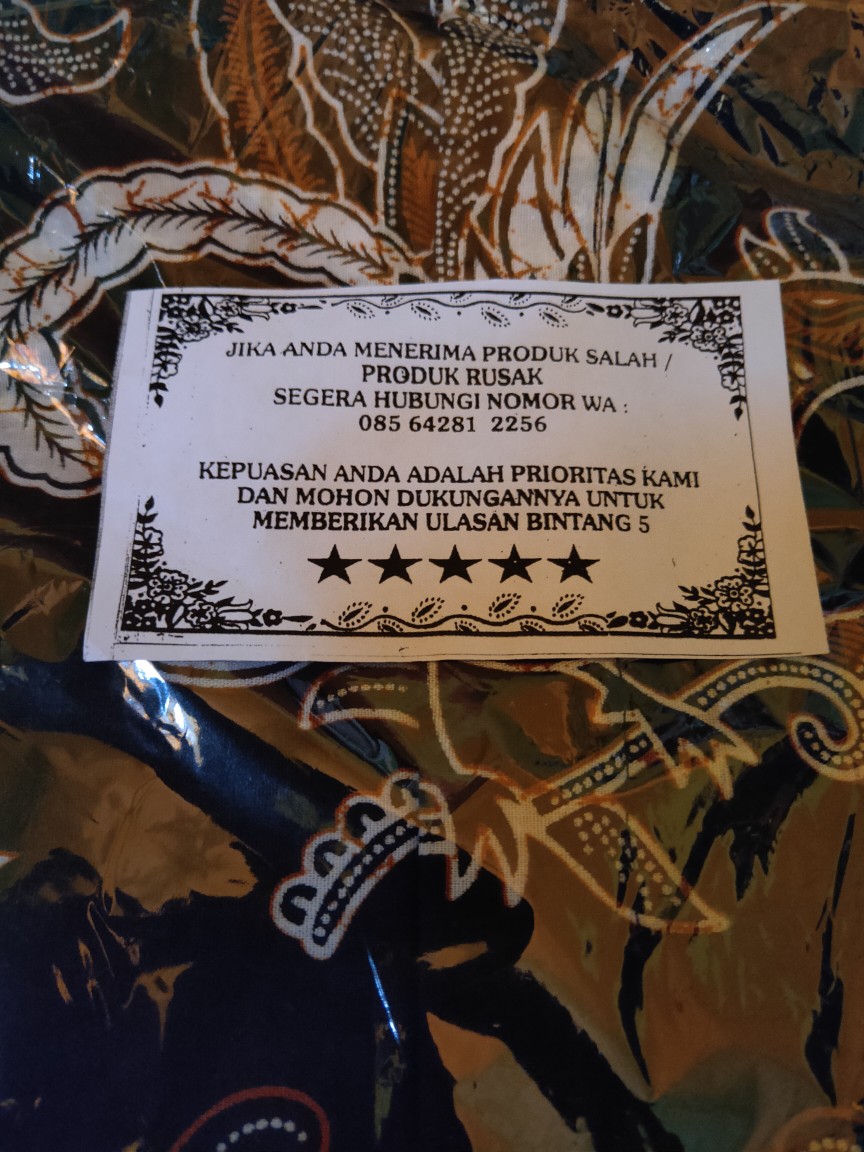 JIKA ANDA MENERIMA PRODUK SALAH /
PRODUK RUSAK
SEGERA HUBUNGI NOMOR WA :
085 64281 2256
KEPUASAN ANDA ADALAH PRIORITAS KAMI
DAN MOHON DUKUNGANNYA UNTUK
MEMBERIKAN ULASAN BINTANG 5